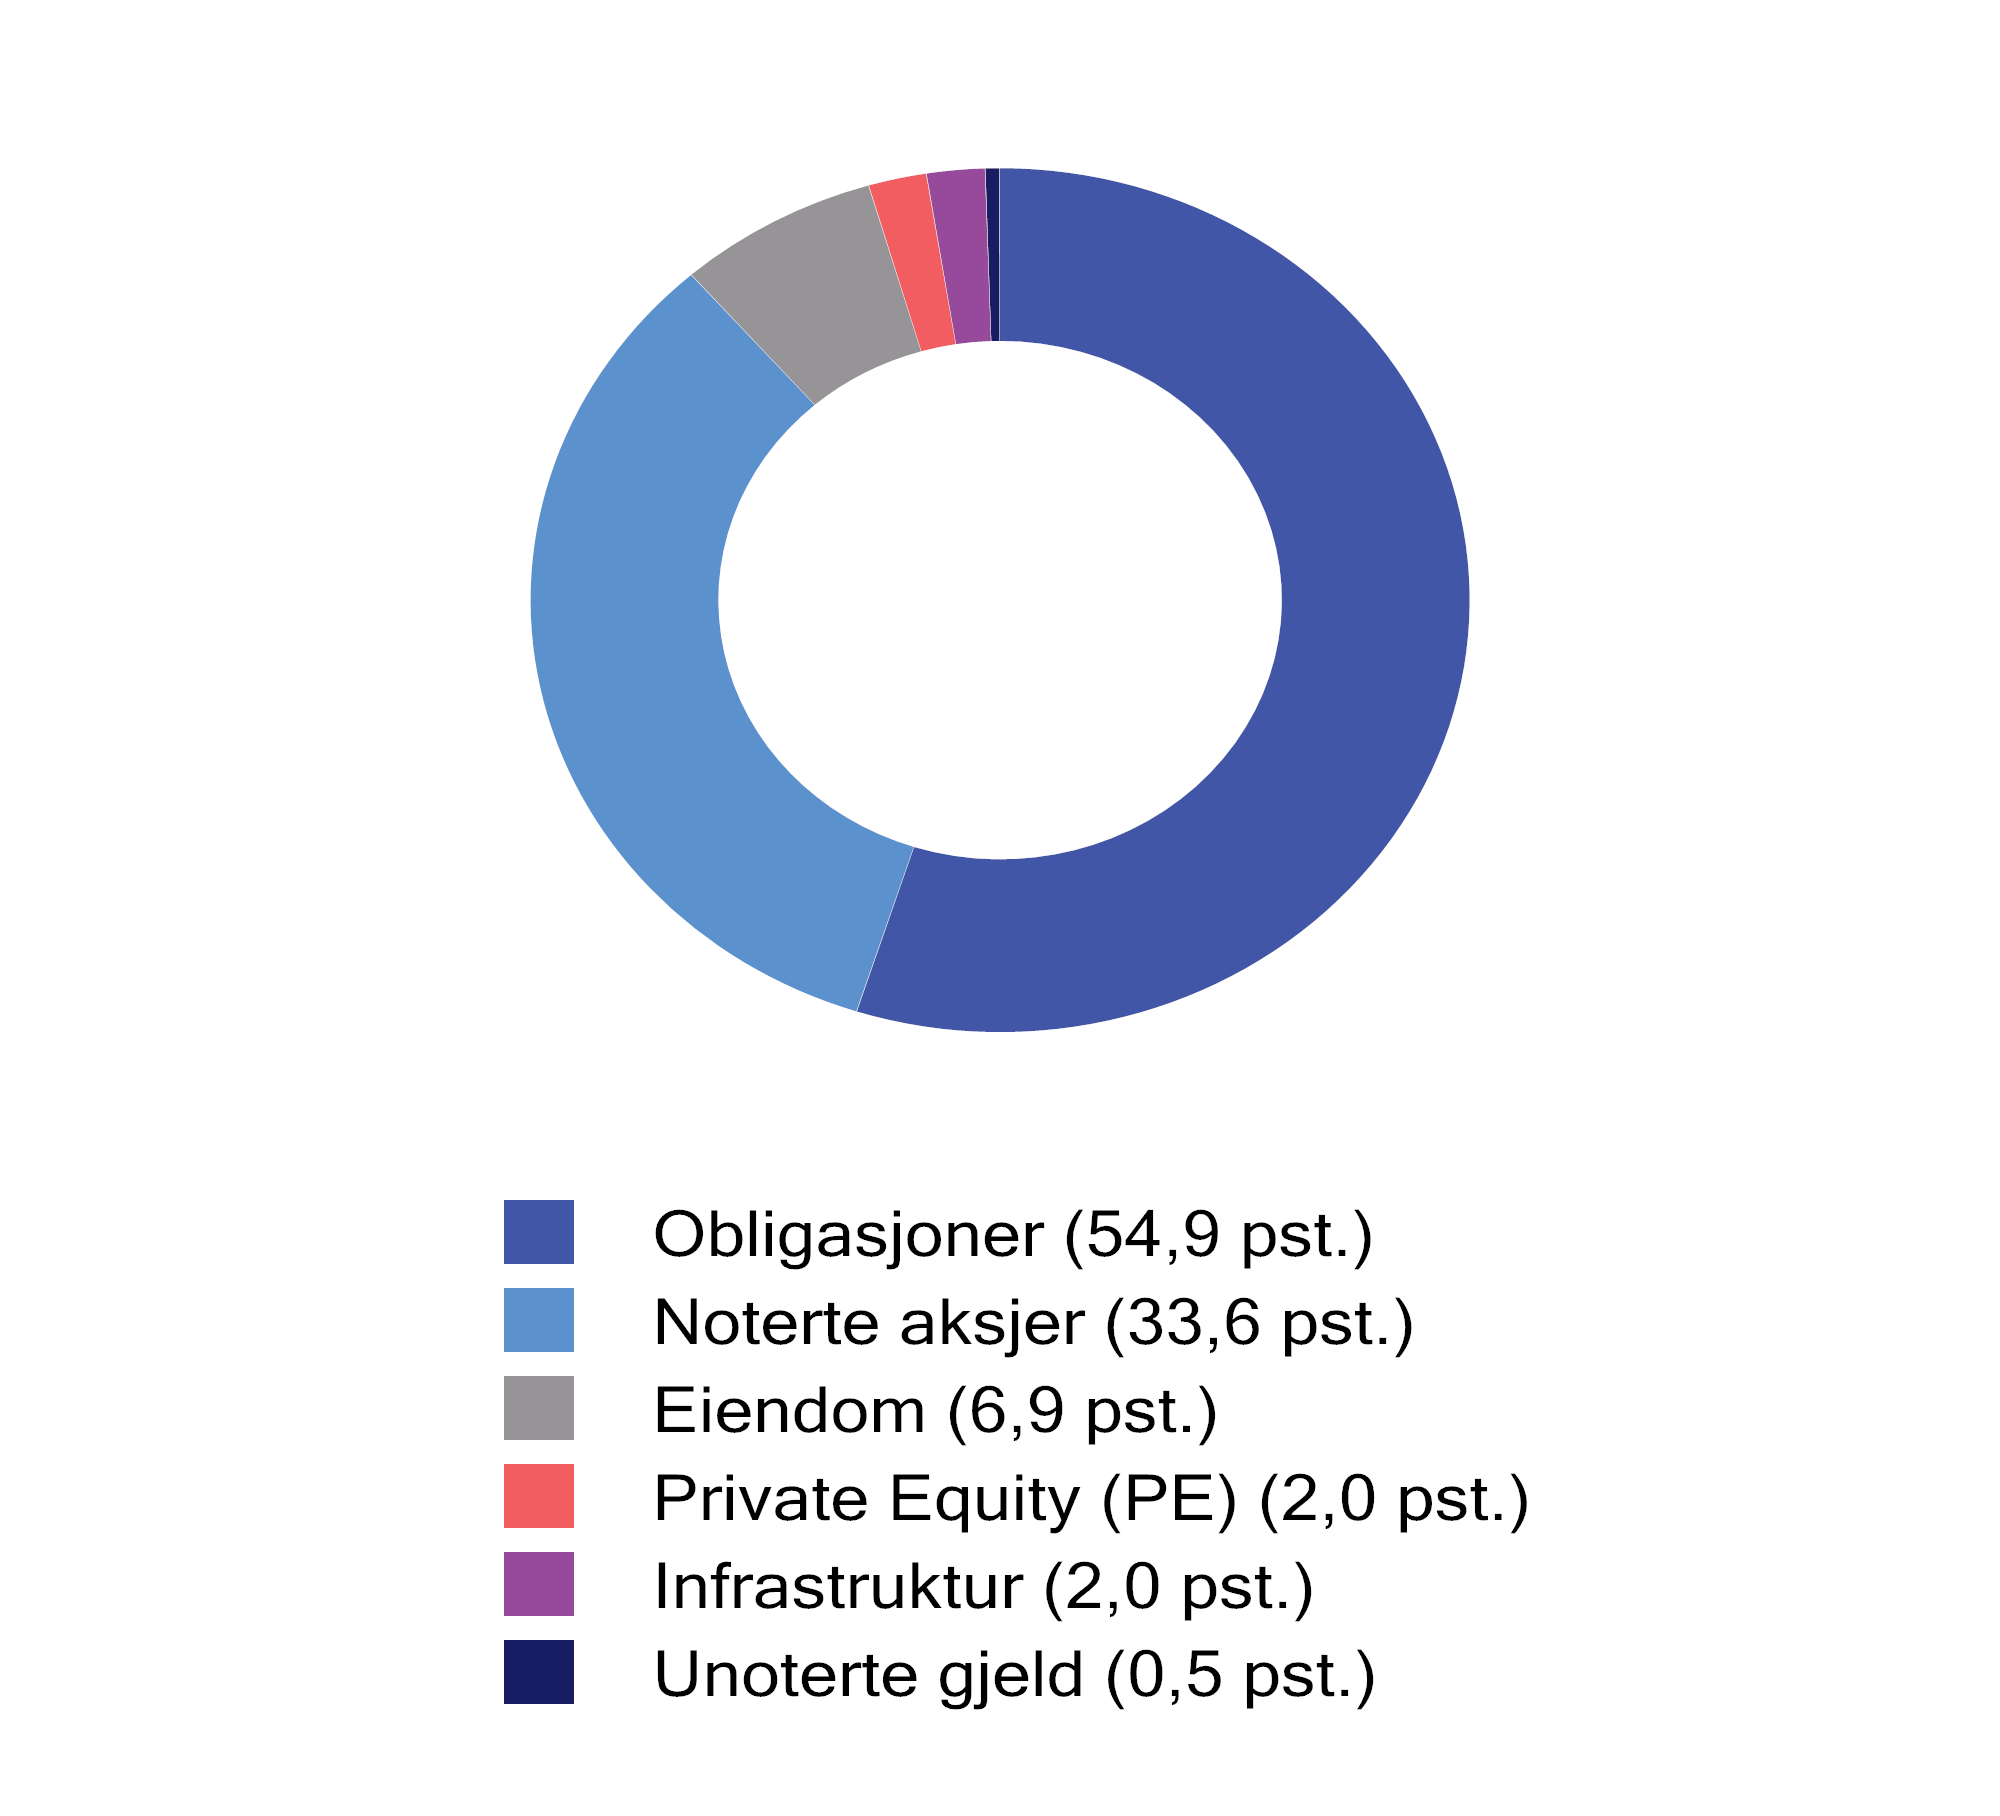 Obligasjoner (54,9 pst.)
Noterte aksjer (33,6 pst.)
Eiendom (6,9 pst.)
Private Equity (PE) (2,0 pst.)
Infrastruktur (2,0 pst.)
Unoterte gjeld (0,5 pst.)